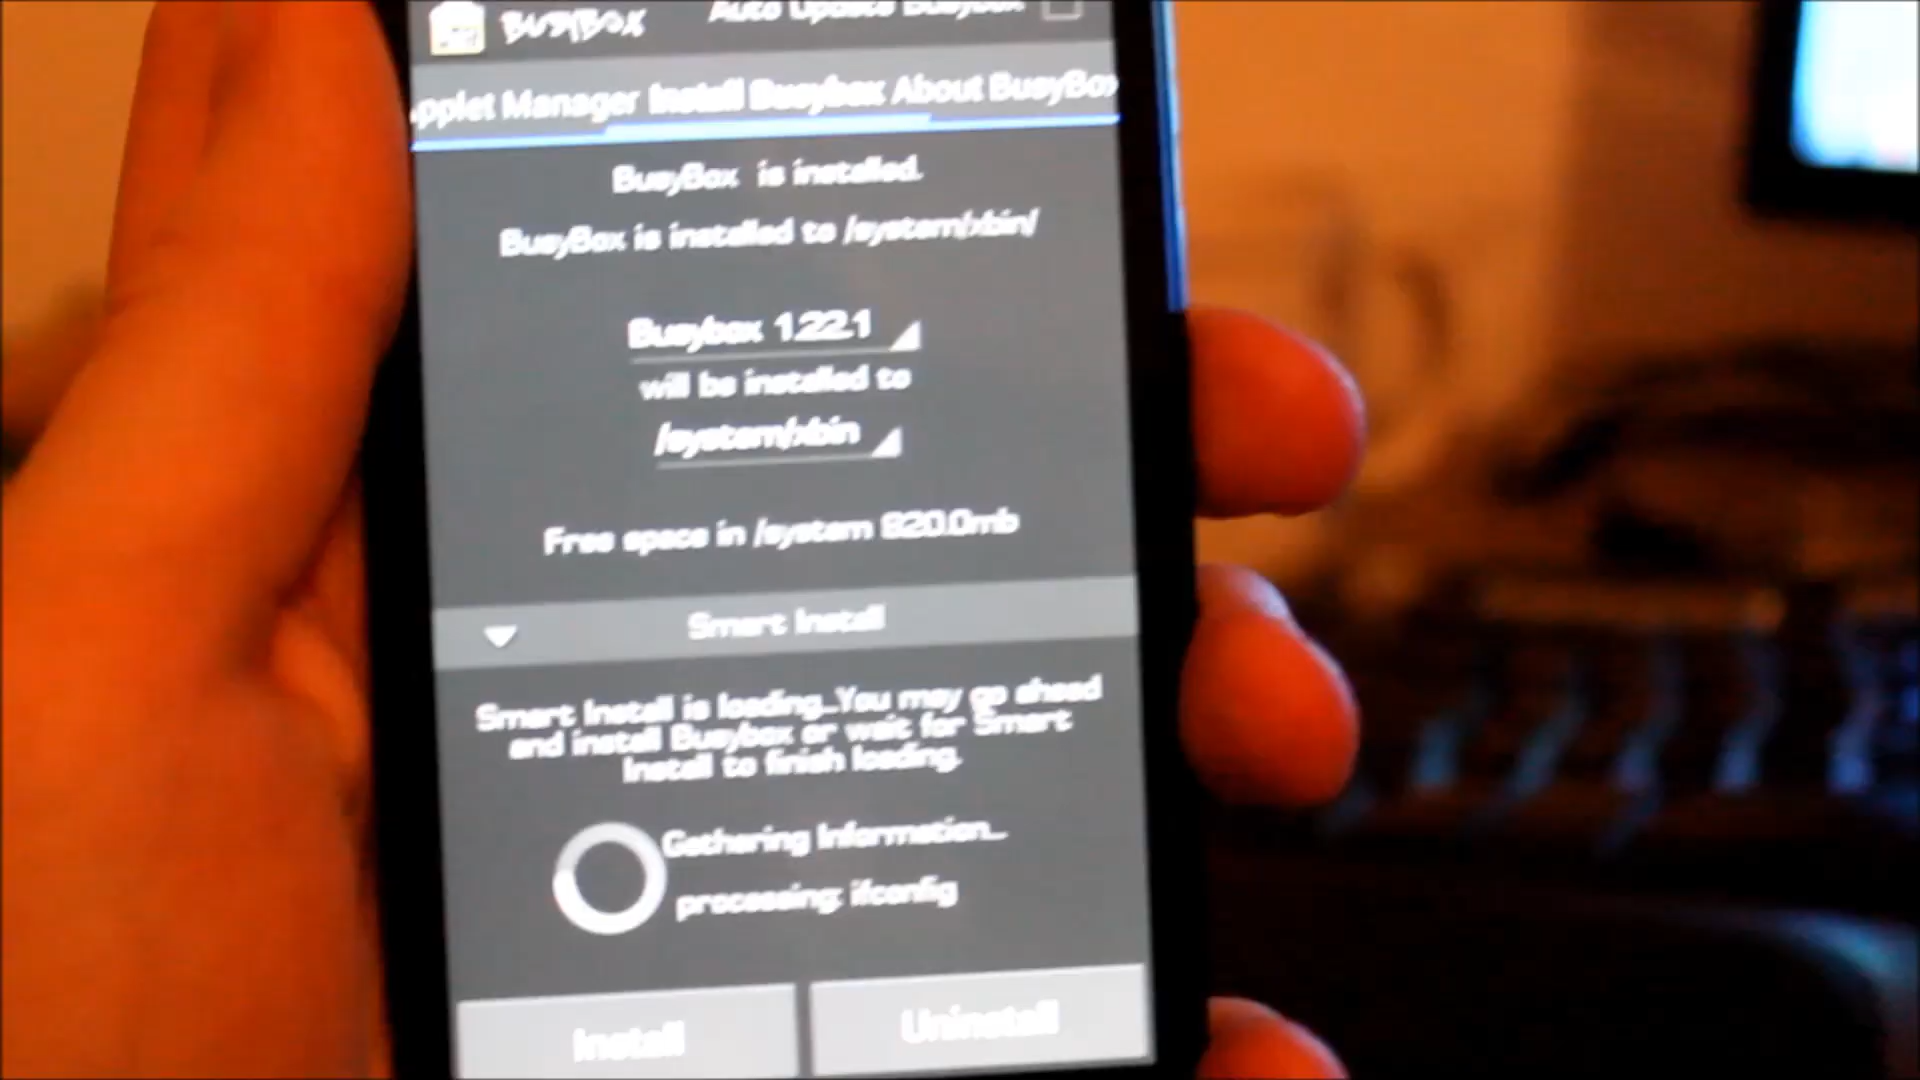 BusyBox Auto Update Busybox
pplet Manager Install Busybox About BusyBox
BusyBox is installed.
BusyBox is installed to /system/xbin/
Busybox 1.22.1
will be installed to
/system/xbin
Free space in /system 820.0mb
Smart Install
Smart Install is loading...You may go ahead
and install Busybox or wait for Smart
Install to finish loading.
Gathering Information...
processing: ifconfig
Install Uninstall